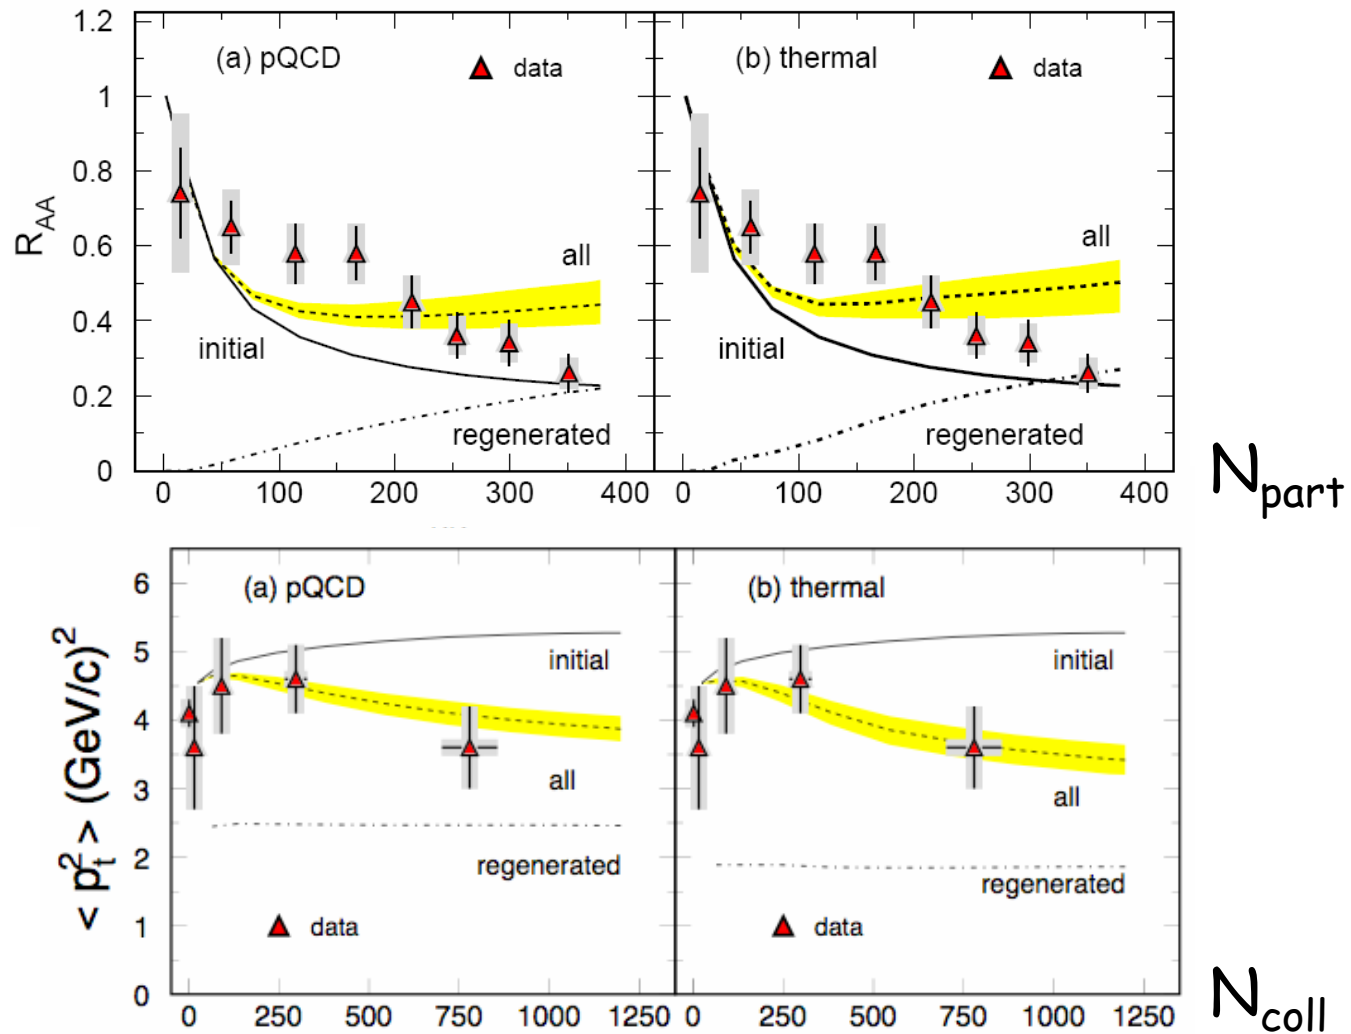 (a) pQCD
data
(b) thermal
data
1.2
1
0.8
0.6
0.4
0.2
0
R_AA
all
initial
regenerated
all
initial
regenerated
0 100 200 300 400
0 100 200 300 400
N_part
(a) pQCD
(b) thermal
6
5
4
3
2
1
0
< p_t^2 > (GeV/c)^2
initial
all
regenerated
data
initial
all
regenerated
data
0 250 500 750 1000
0 250 500 750 1000 1250
N_coll